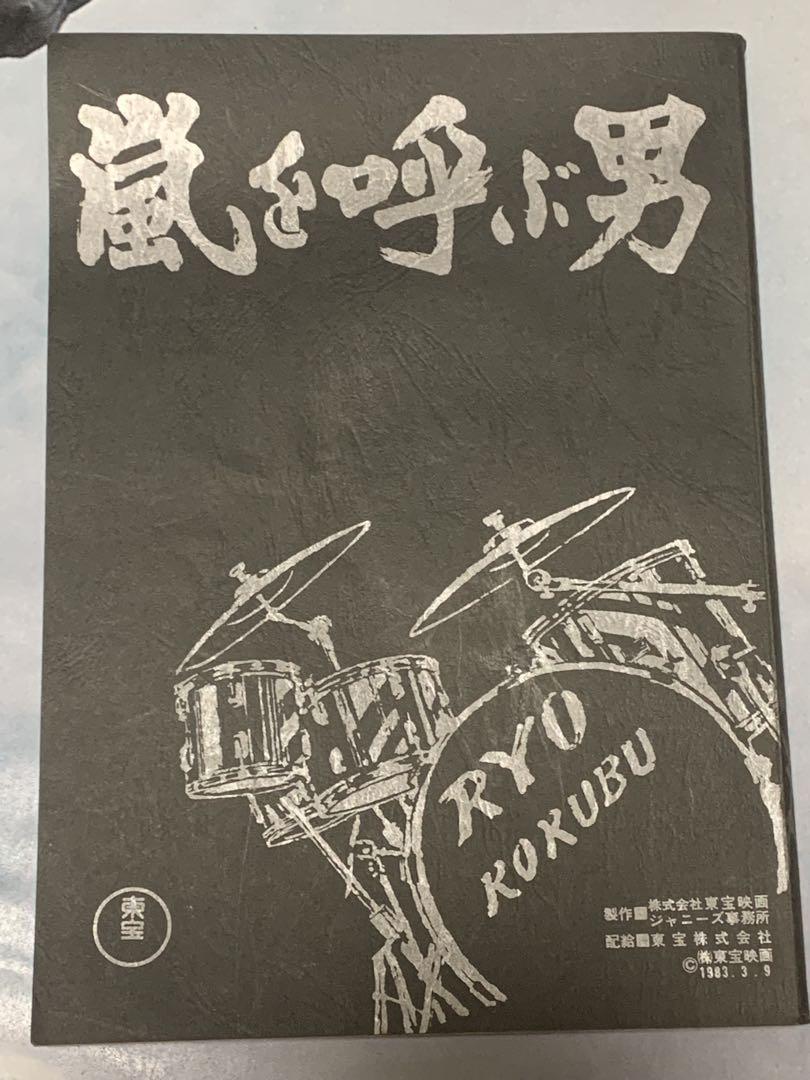 嵐を呼ぶ男
RYO
KOKUBU
東宝
製作 株式会社東宝映画
ジャニーズ事務所
配給 東宝株式会社
©㈱東宝映画
1983.3.9